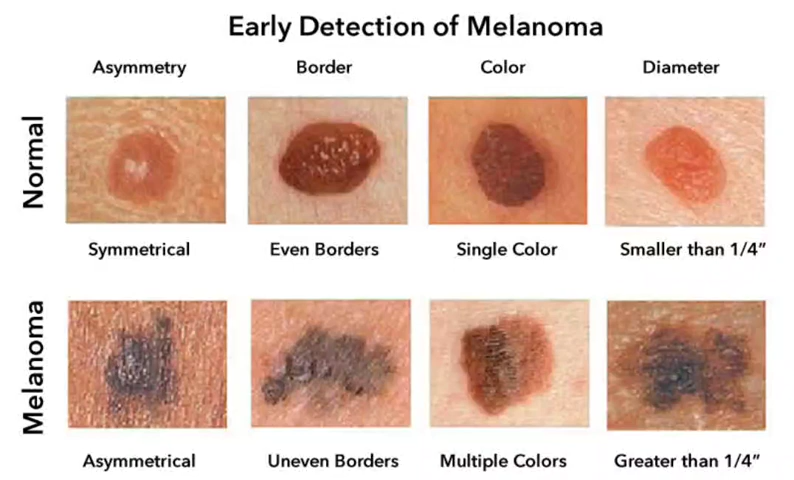 Early Detection of Melanoma
Asymmetry Border Color Diameter
Normal
Symmetrical Even Borders Single Color Smaller than 1/4”
Melanoma
Asymmetrical Uneven Borders Multiple Colors Greater than 1/4”